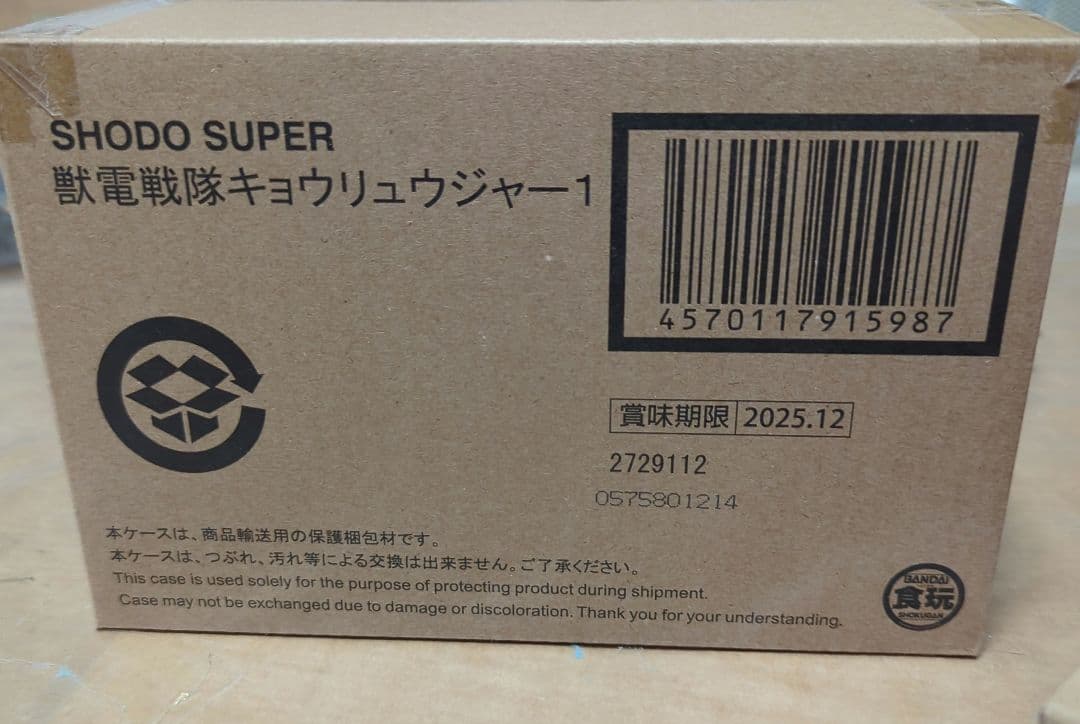 SHODO SUPER
獣電戦隊キョウリュウジャー1
4570117915987
賞味期限 2025.12
2729112
0575801214
本ケースは、商品輸送用の保護梱包材です。
本ケースは、つぶれ、汚れ等による交換は出来ません。ご了承ください。
This case is used solely for the purpose of protecting product during shipment.
Case may not be exchanged due to damage or discoloration. Thank you for your understanding.
BANDAI
食玩
SHOKUGAN